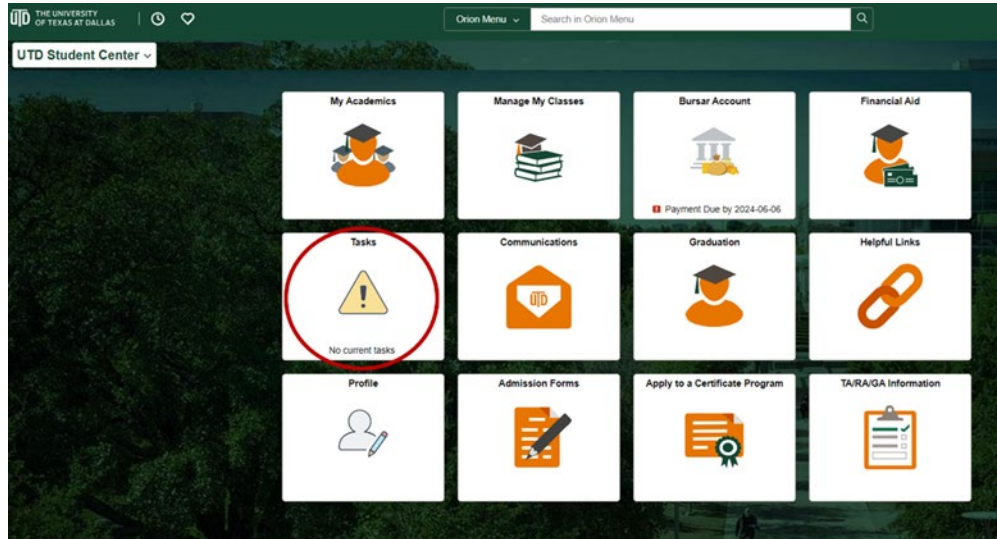 UTD THE UNIVERSITY
OF TEXAS AT DALLAS
Orion Menu
Search in Orion Menu
UTD Student Center
My Academics
Manage My Classes
Bursar Account
Financial Aid
Payment Due by 2024-06-06
Tasks
Communications
Graduation
Helpful Links
UTD
No current tasks
Profile
Admission Forms
Apply to a Certificate Program
TA/RA/GA Information